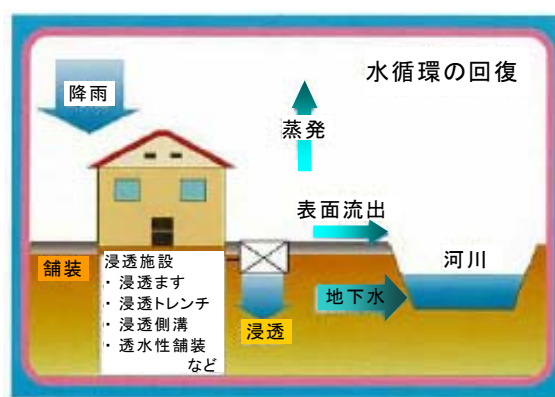 水循環の回復
降雨
蒸発
表面流出
舗装
浸透施設
・浸透ます
・浸透トレンチ
・浸透側溝
・透水性舗装
など
浸透
地下水
河川